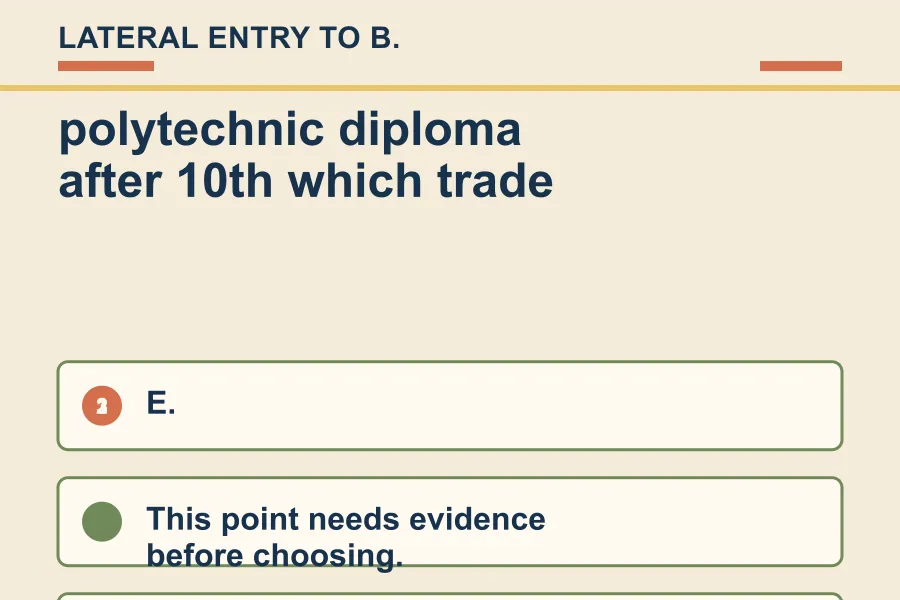 LATERAL ENTRY TO B.
polytechnic diploma
after 10th which trade
E.
This point needs evidence
before choosing.